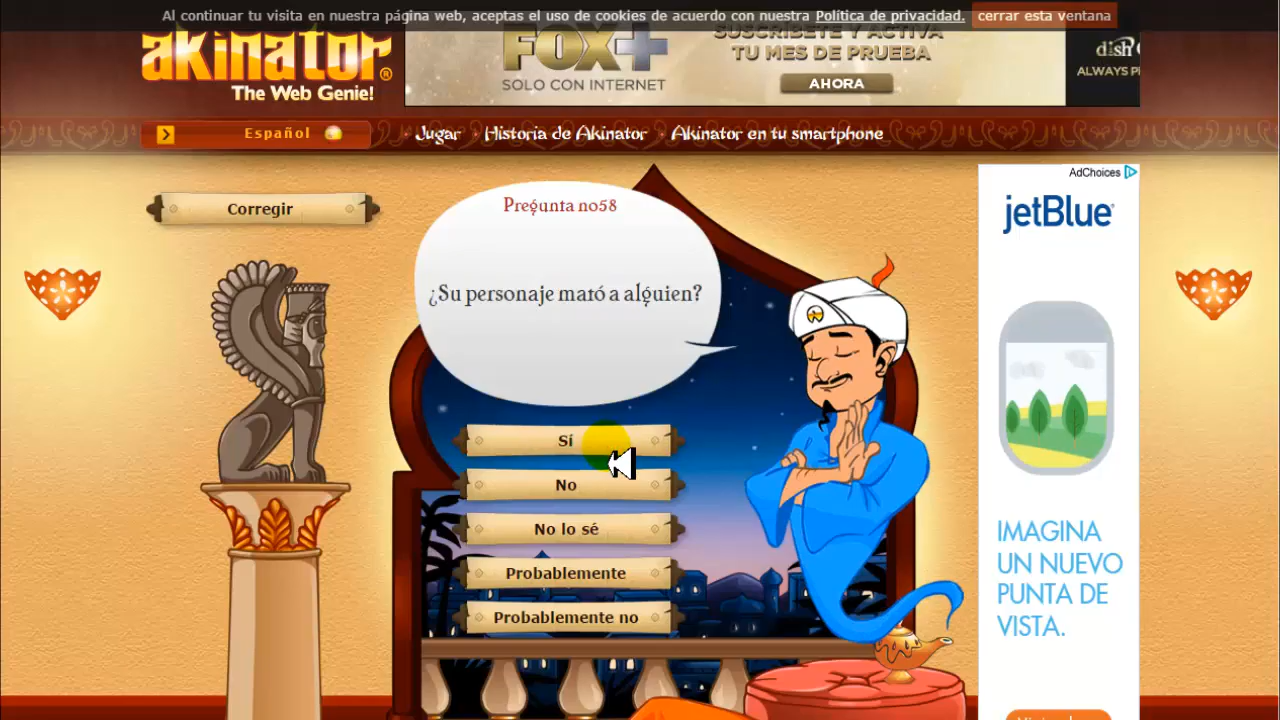 Al continuar tu visita en nuestra página web, aceptas el uso de cookies de acuerdo con nuestra Política de privacidad. cerrar esta ventana
akinator®
The Web Genie!
FOX+
SOLO CON INTERNET
SUSCRÍBETE Y ACTIVA
TU MES DE PRUEBA
AHORA
dish
ALWAYS
Español
· Jugar · Historia de Akinator · Akinator en tu smartphone
AdChoices
jetBlue
Corregir
Pregunta no58
¿Su personaje mató a alguien?
Sí
No
No lo sé
Probablemente
Probablemente no
IMAGINA
UN NUEVO
PUNTA DE
VISTA.